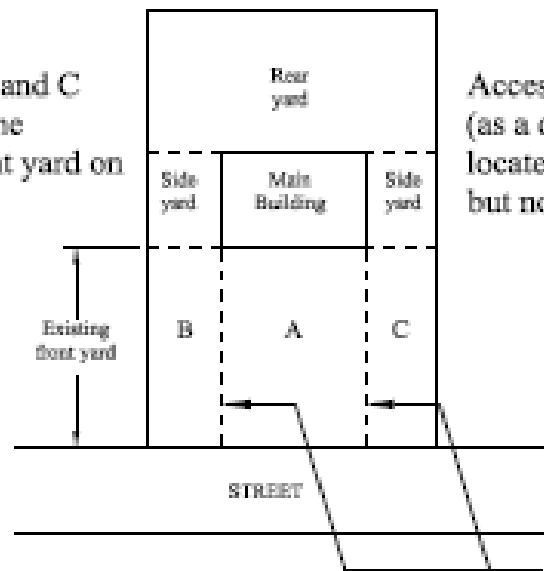 and C
ne
t yard on
Rear
yard
Acces
(as a
locate
but no
Side
yard
Main
Building
Side
yard
Existing
front yard
B
A
C
STREET